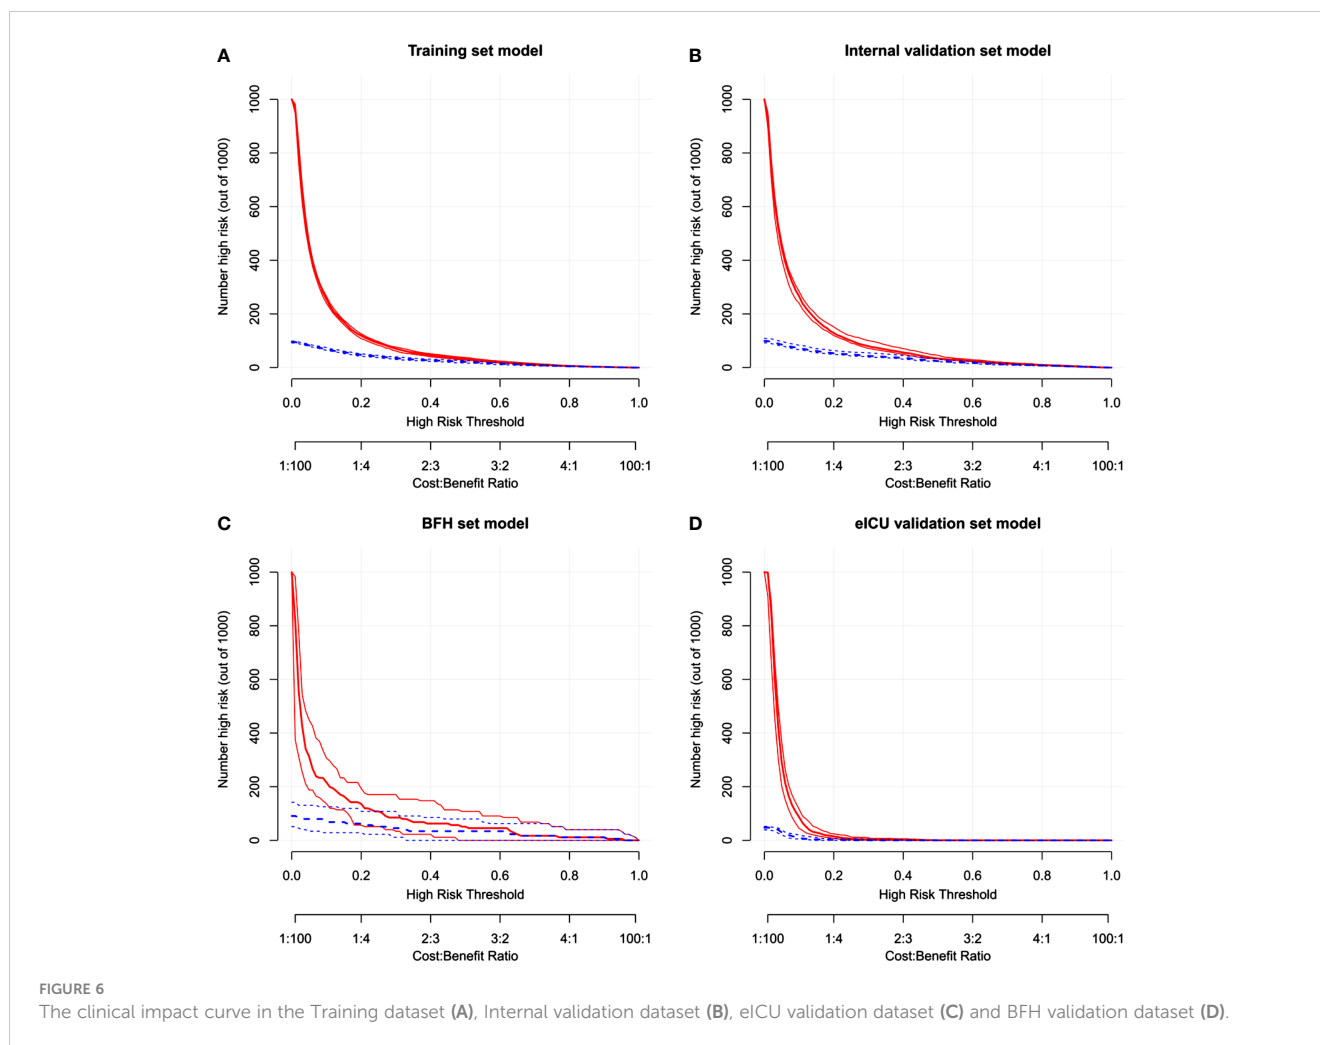 A
Training set model
Number high risk (out of 1000)
1000
800
600
400
200
0
0.0 0.2 0.4 0.6 0.8 1.0
High Risk Threshold
1:100 1:4 2:3 3:2 4:1 100:1
Cost:Benefit Ratio
B
Internal validation set model
Number high risk (out of 1000)
1000
800
600
400
200
0
0.0 0.2 0.4 0.6 0.8 1.0
High Risk Threshold
1:100 1:4 2:3 3:2 4:1 100:1
Cost:Benefit Ratio
C
BFH set model
Number high risk (out of 1000)
1000
800
600
400
200
0
0.0 0.2 0.4 0.6 0.8 1.0
High Risk Threshold
1:100 1:4 2:3 3:2 4:1 100:1
Cost:Benefit Ratio
D
eICU validation set model
Number high risk (out of 1000)
1000
800
600
400
200
0
0.0 0.2 0.4 0.6 0.8 1.0
High Risk Threshold
1:100 1:4 2:3 3:2 4:1 100:1
Cost:Benefit Ratio
FIGURE 6
The clinical impact curve in the Training dataset (A), Internal validation dataset (B), eICU validation dataset (C) and BFH validation dataset (D).